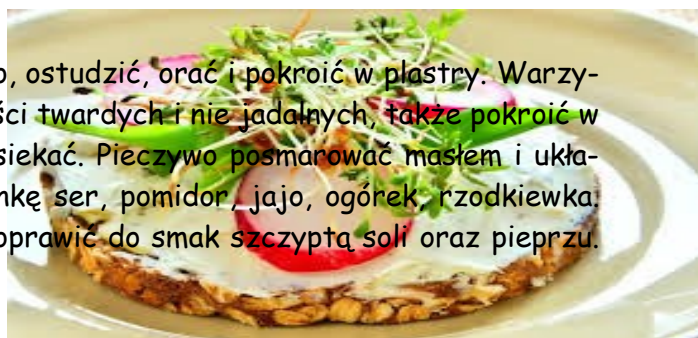 , ostudzić, orać i pokroić w plastry. Warzy-
ści twardych i nie jadalnych, także pokroić w
siekać. Pieczywo posmarować masłem i ukła-
nkę ser, pomidor, jajo, ogórek, rzodkiewka.
oprawić do smak szczyptą soli oraz pieprzu.